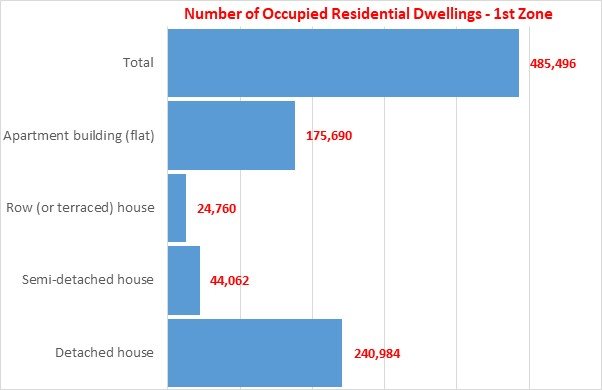 Number of Occupied Residential Dwellings - 1st Zone
Total 485,496
Apartment building (flat) 175,690
Row (or terraced) house 24,760
Semi-detached house 44,062
Detached house 240,984